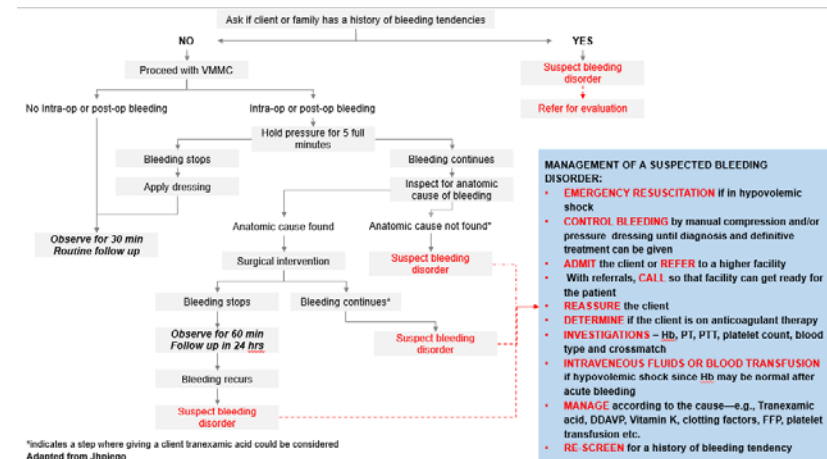 Ask if client or family has a history of bleeding tendencies
NO
YES
Proceed with VMMC
Suspect bleeding
disorder
Refer for evaluation
No Intra-op or post-op bleeding
Intra-op or post-op bleeding
Hold pressure for 5 full
minutes
Bleeding stops
Bleeding continues
Apply dressing
Inspect for anatomic
cause of bleeding
Observe for 30 min
Routine follow up
Anatomic cause found
Anatomic cause not found*
Surgical intervention
Suspect bleeding
disorder
Bleeding stops
Bleeding continues*
Observe for 60 min
Follow up in 24 hrs
Suspect bleeding
disorder
Bleeding recurs
Suspect bleeding
disorder
*indicates a step where giving a client tranexamic acid could be considered
Adapted from Jhpiego
MANAGEMENT OF A SUSPECTED BLEEDING
DISORDER:
• EMERGENCY RESUSCITATION if in hypovolemic
shock
• CONTROL BLEEDING by manual compression and/or
pressure dressing until diagnosis and definitive
treatment can be given
• ADMIT the client or REFER to a higher facility
• With referrals, CALL so that facility can get ready for
the patient
• REASSURE the client
• DETERMINE if the client is on anticoagulant therapy
• INVESTIGATIONS – Hb, PT, PTT, platelet count, blood
type and crossmatch
• INTRAVENEOUS FLUIDS OR BLOOD TRANSFUSION
if hypovolemic shock since Hb may be normal after
acute bleeding
• MANAGE according to the cause—e.g., Tranexamic
acid, DDAVP, Vitamin K, clotting factors, FFP, platelet
transfusion etc.
• RE-SCREEN for a history of bleeding tendency